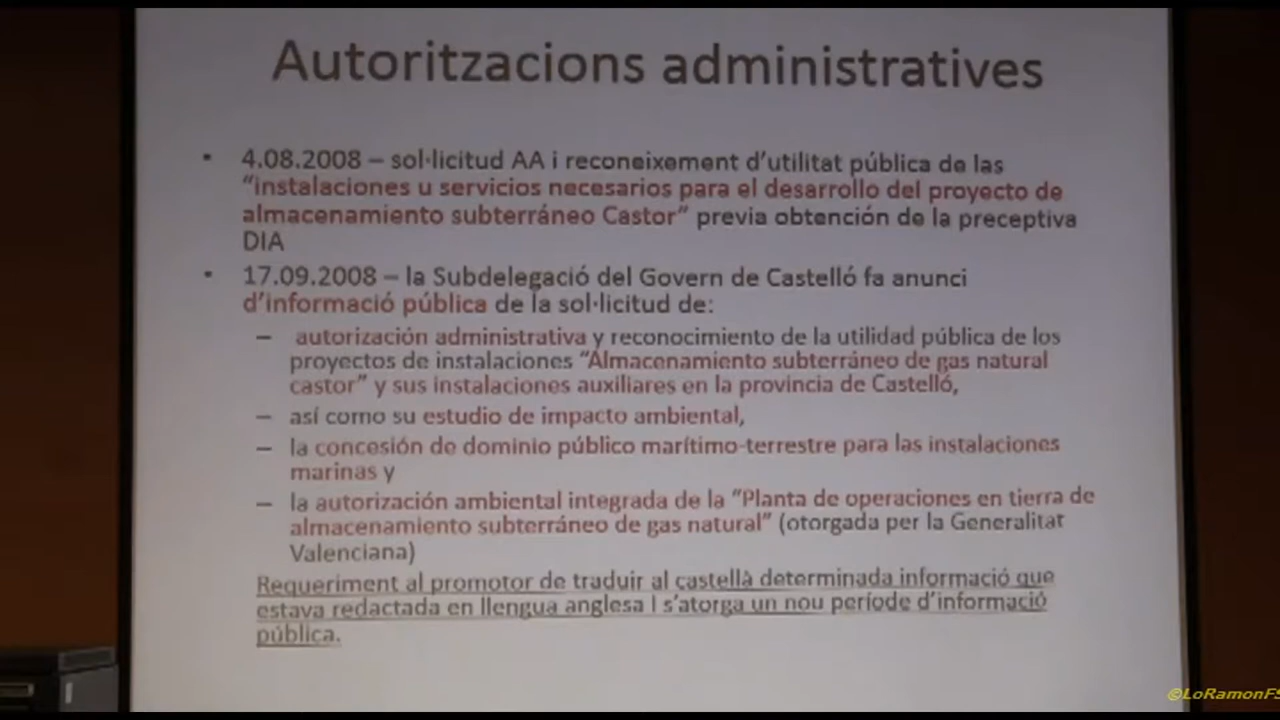 Autoritzacions administratives
• 4.08.2008 – sol·licitud AA i reconeixement d'utilitat pública de las
"instalaciones u servicios necesarios para el desarrollo del proyecto de
almacenamiento subterráneo Castor" previa obtención de la preceptiva
DIA
• 17.09.2008 – la Subdelegació del Govern de Castelló fa anunci
d'informació pública de la sol·licitud de:
– autorización administrativa y reconocimiento de la utilidad pública de los
proyectos de instalaciones "Almacenamiento subterráneo de gas natural
castor" y sus instalaciones auxiliares en la provincia de Castelló,
– así como su estudio de impacto ambiental,
– la concesión de dominio público marítimo-terrestre para las instalaciones
marinas y
– la autorización ambiental integrada de la "Planta de operaciones en tierra de
almacenamiento subterráneo de gas natural" (otorgada per la Generalitat
Valenciana)
Requeriment al promotor de traduir al castellà determinada informació que
estava redactada en llengua anglesa I s'atorga un nou període d'informació
pública.
©LoRamonFS